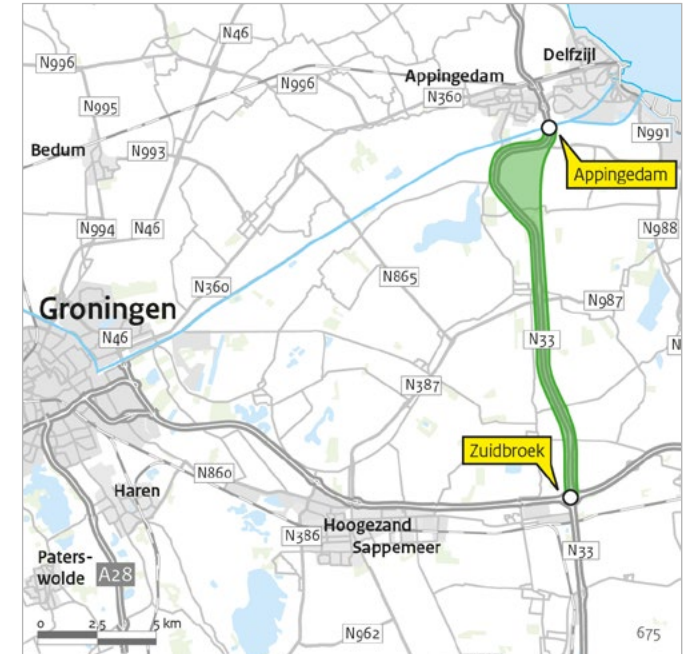 N46
N996
Delfzijl
Appingedam
N996
N360
N995
N991
Bedum
N993
Appingedam
N994
N46
N988
N360
N865
Groningen
N987
N46
N33
N
N387
Zuidbroek
N860
Haren
Hoogezand
N386
Sappemeer
N33
Paters-
wolde
A28
0 2,5 5 km
N962
675